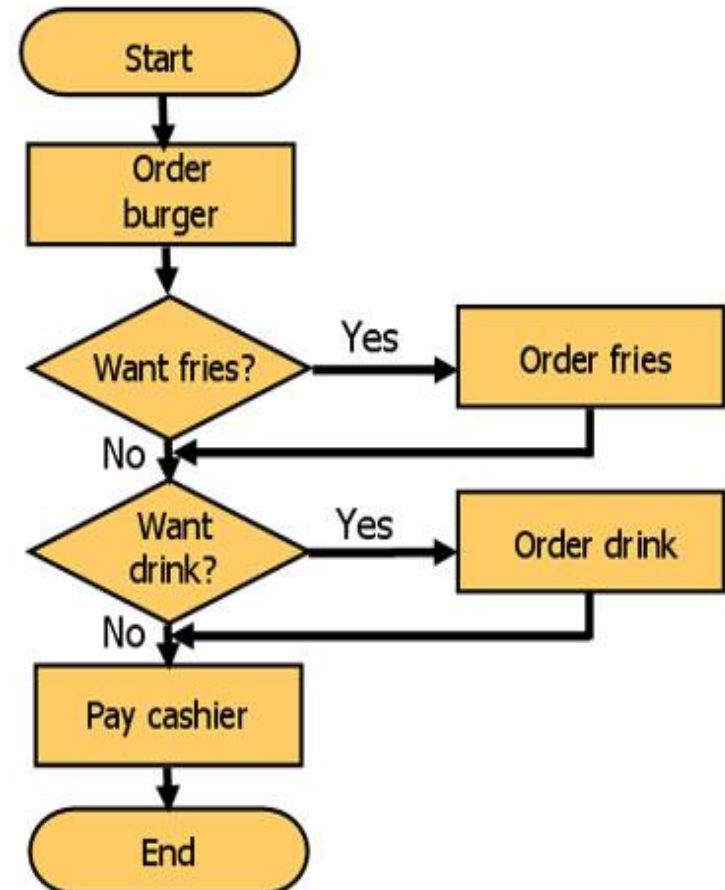 Start
Order
burger
Want fries?
Yes
Order fries
No
Want
drink?
Yes
Order drink
No
Pay cashier
End